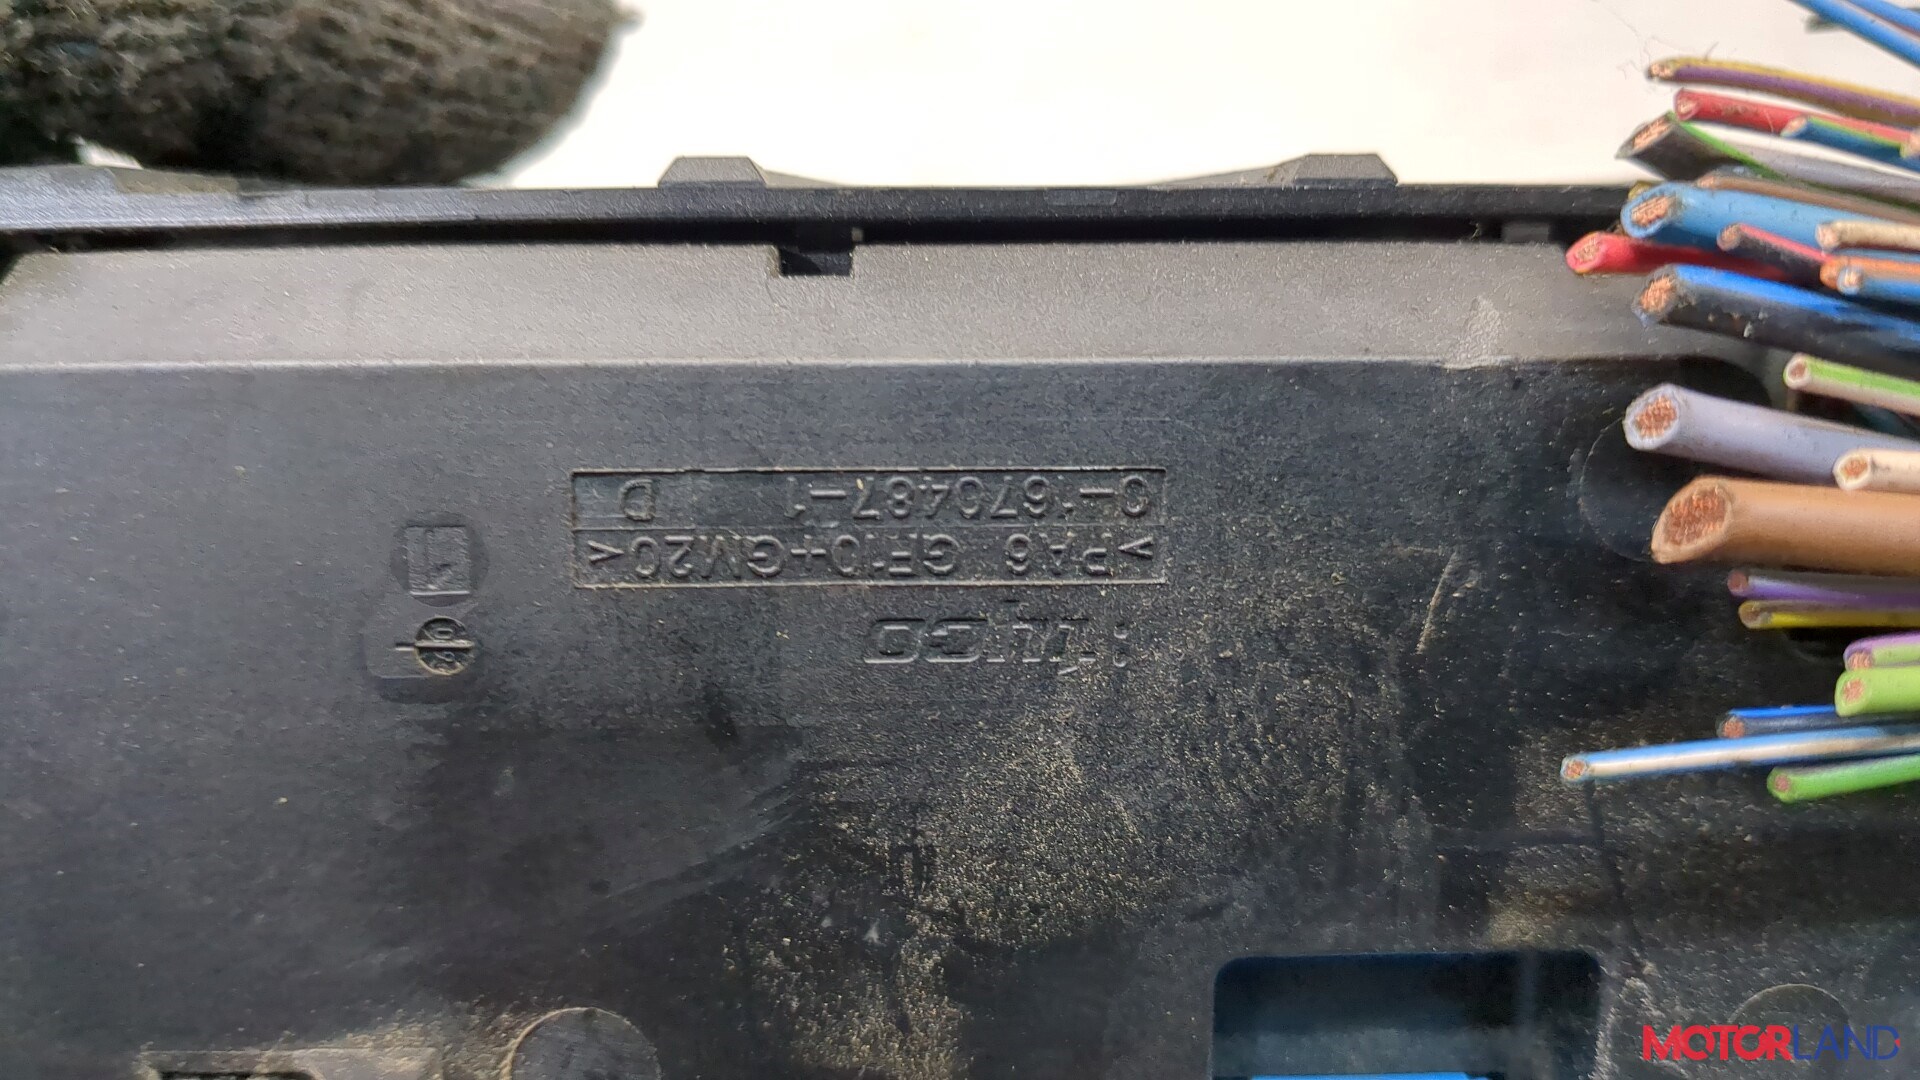 >PA6 GF10+GM20<
0-1670487-1 D
MOTORLAND